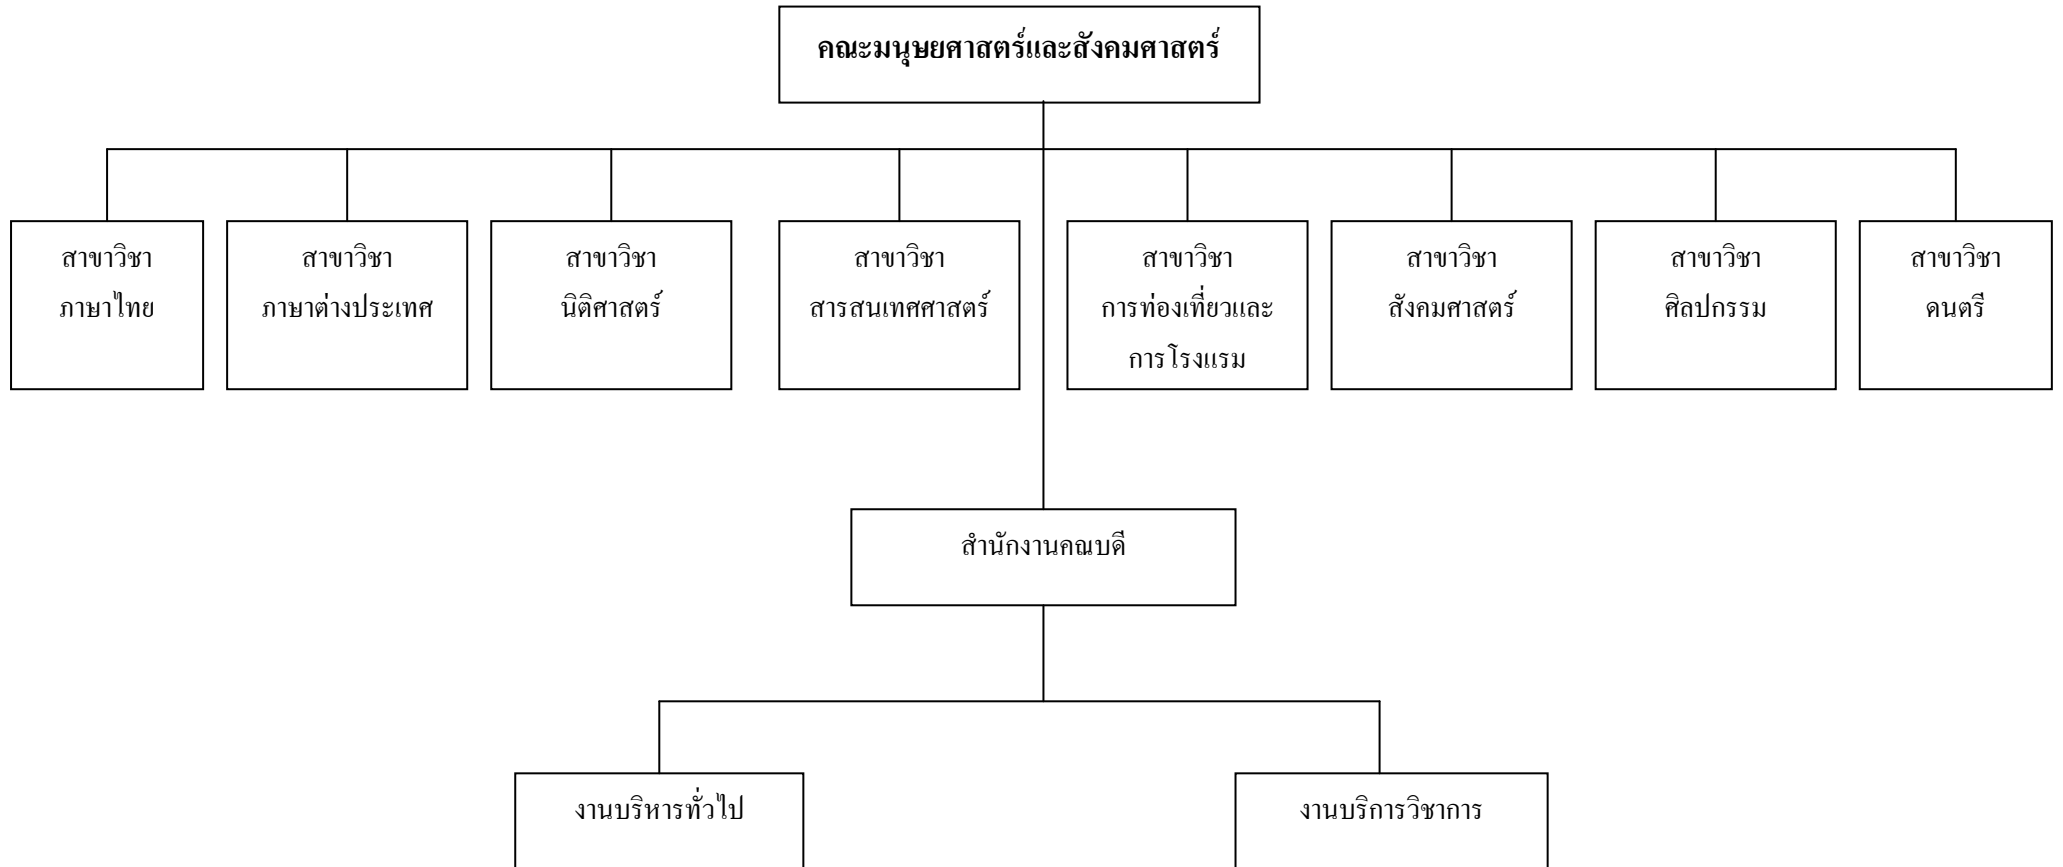 คณะมนุษยศาสตร์และสังคมศาสตร์
สาขาวิชา
ภาษาไทย
สาขาวิชา
ภาษาต่างประเทศ
สาขาวิชา
นิติศาสตร์
สาขาวิชา
สารสนเทศศาสตร์
สาขาวิชา
การท่องเที่ยวและ
การโรงแรม
สาขาวิชา
สังคมศาสตร์
สาขาวิชา
ศิลปกรรม
สาขาวิชา
ดนตรี
สำนักงานคณบดี
งานบริหารทั่วไป
งานบริการวิชาการ